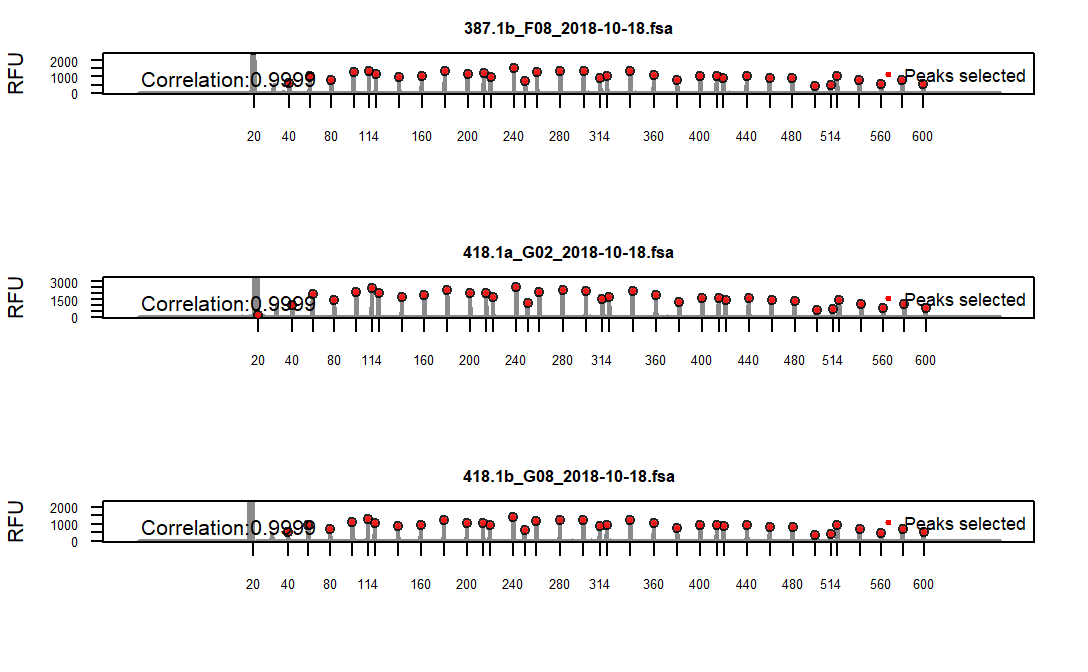 387.1b_F08_2018-10-18.fsa
RFU
2000
1000
0
Correlation:0.9999
Peaks selected
20 40 80 114 160 200 240 280 314 360 400 440 480 514 560 600
418.1a_G02_2018-10-18.fsa
RFU
3000
1500
0
Correlation:0.9999
Peaks selected
20 40 80 114 160 200 240 280 314 360 400 440 480 514 560 600
418.1b_G08_2018-10-18.fsa
RFU
2000
1000
0
Correlation:0.9999
Peaks selected
20 40 80 114 160 200 240 280 314 360 400 440 480 514 560 600